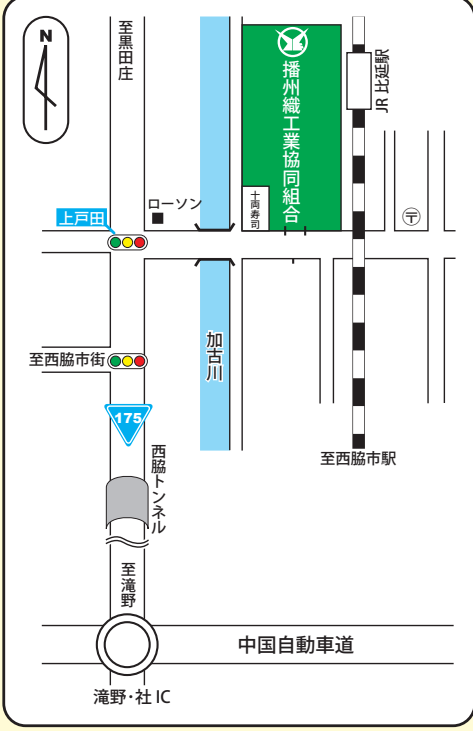 N
至黒田庄
播州織工業協同組合
JR 比延駅
上戸田
ローソン
十両寿司
〒
加古川
至西脇市街
175
西脇トンネル
至西脇市駅
至滝野
中国自動車道
滝野・社 IC